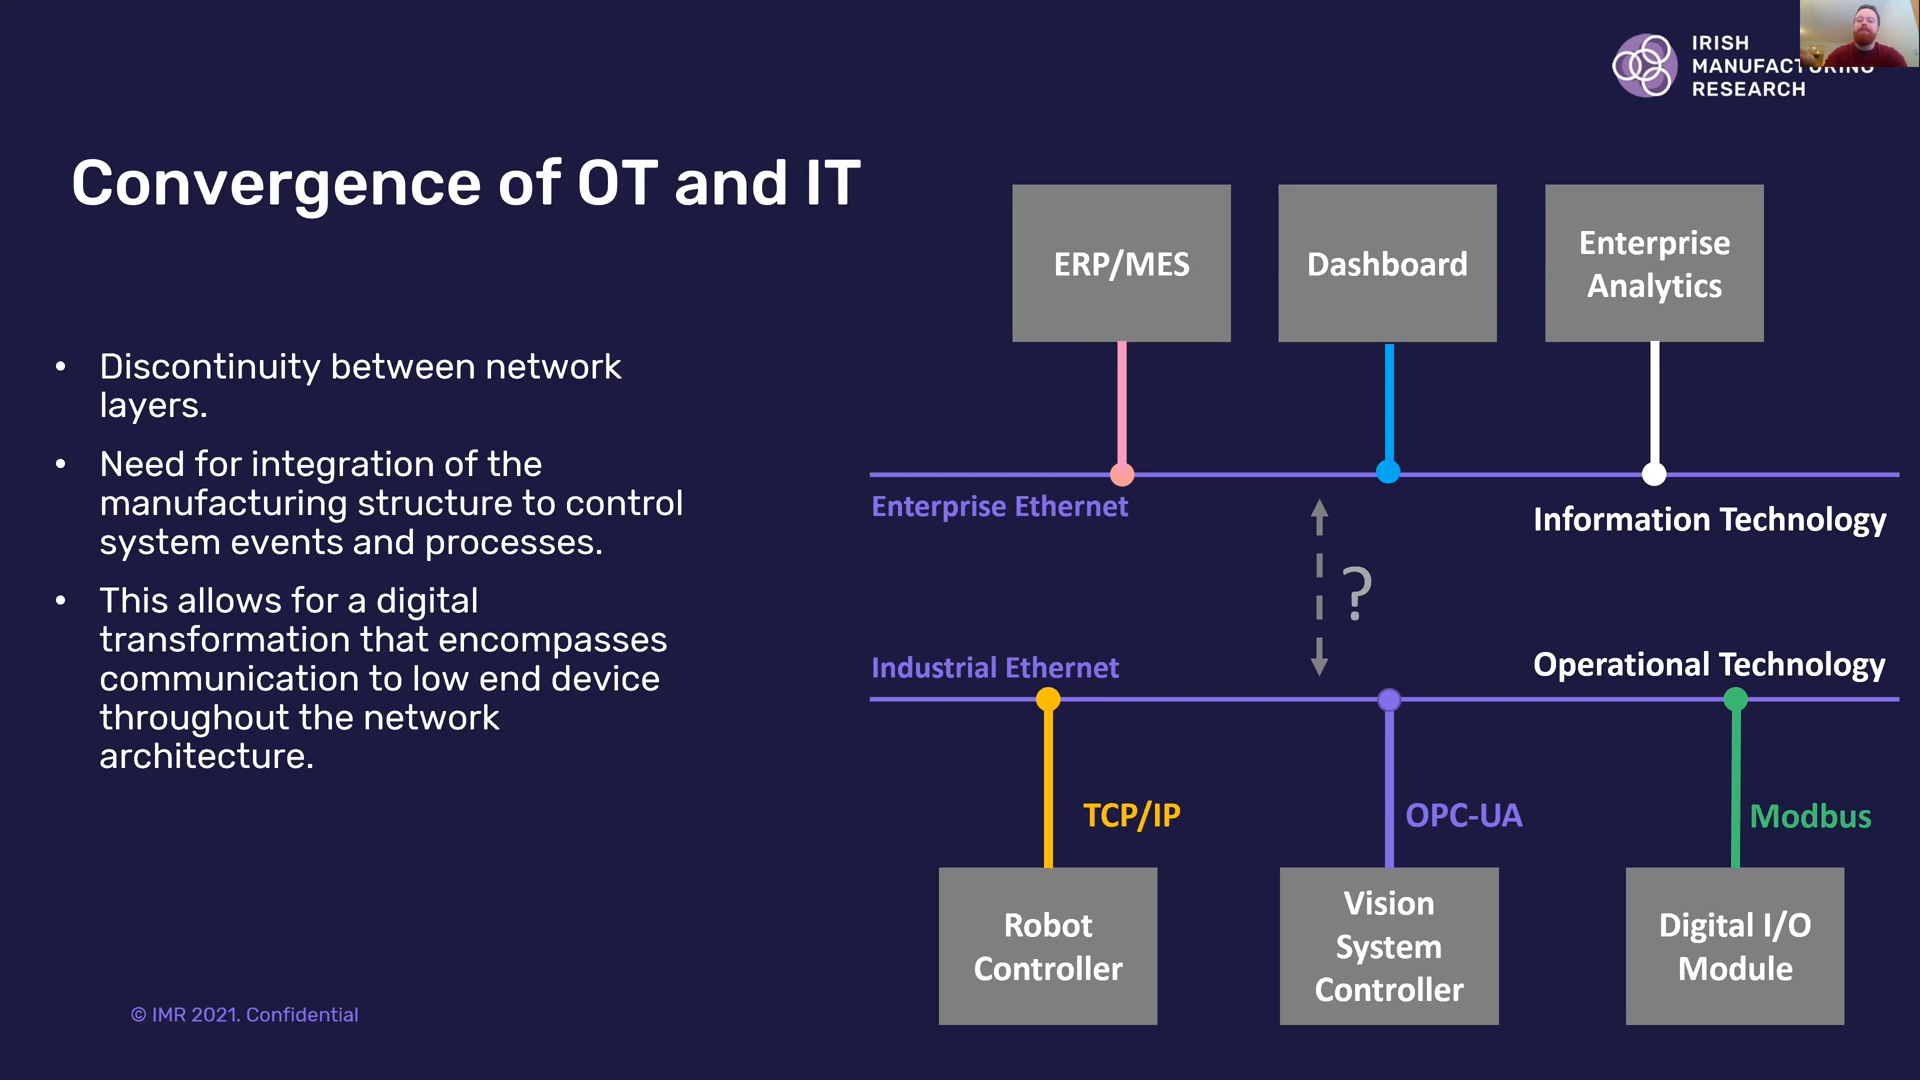 IRISH
MANUFACTURING
RESEARCH
Convergence of OT and IT
• Discontinuity between network
layers.
• Need for integration of the
manufacturing structure to control
system events and processes.
• This allows for a digital
transformation that encompasses
communication to low end device
throughout the network
architecture.
ERP/MES
Dashboard
Enterprise
Analytics
Enterprise Ethernet
Information Technology
?
Industrial Ethernet
Operational Technology
TCP/IP
OPC-UA
Modbus
Robot
Controller
Vision
System
Controller
Digital I/O
Module
© IMR 2021. Confidential